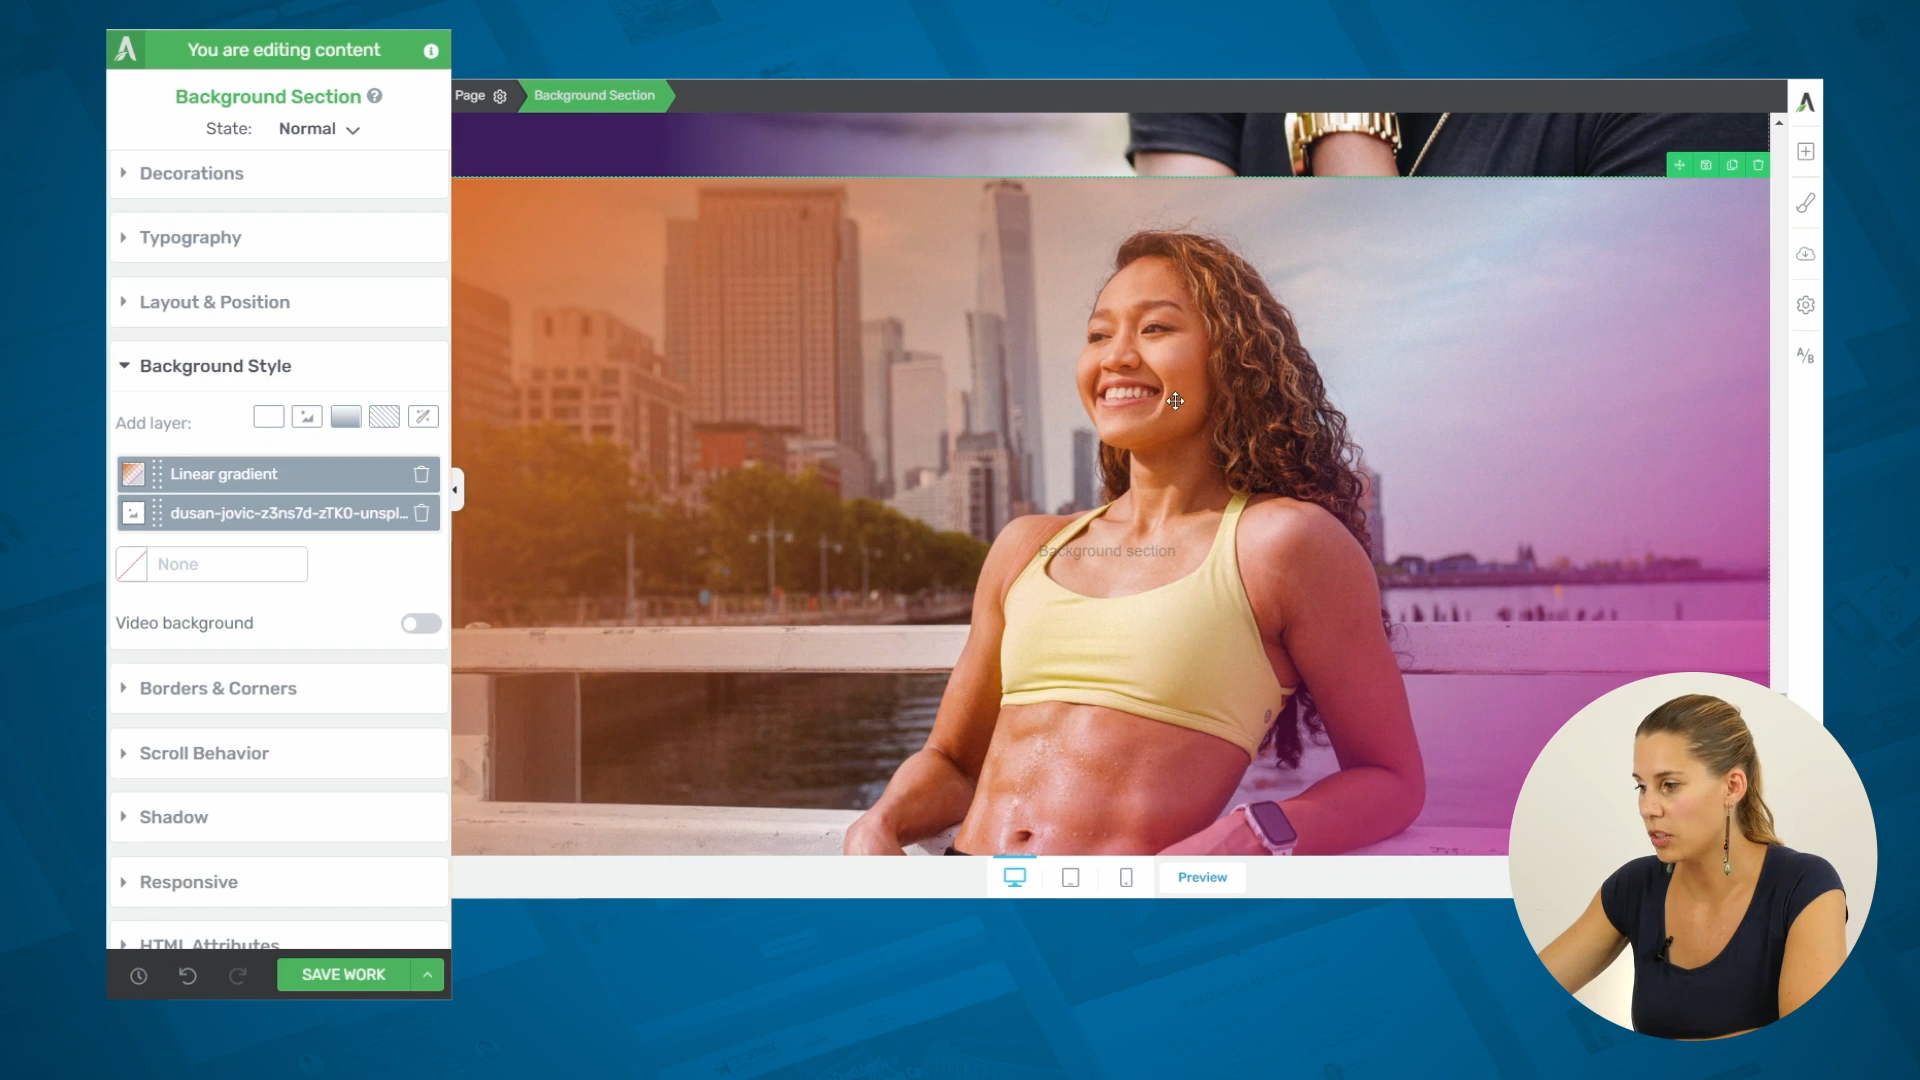 You are editing content
Background Section
State: Normal
Decorations
Typography
Layout & Position
Background Style
Add layer:
Linear gradient
dusan-jovic-z3ns7d-zTK0-unspl...
None
Video background
Borders & Corners
Scroll Behavior
Shadow
Responsive
HTML Attributes
SAVE WORK
Page
Background Section
Background section
Preview
A/B